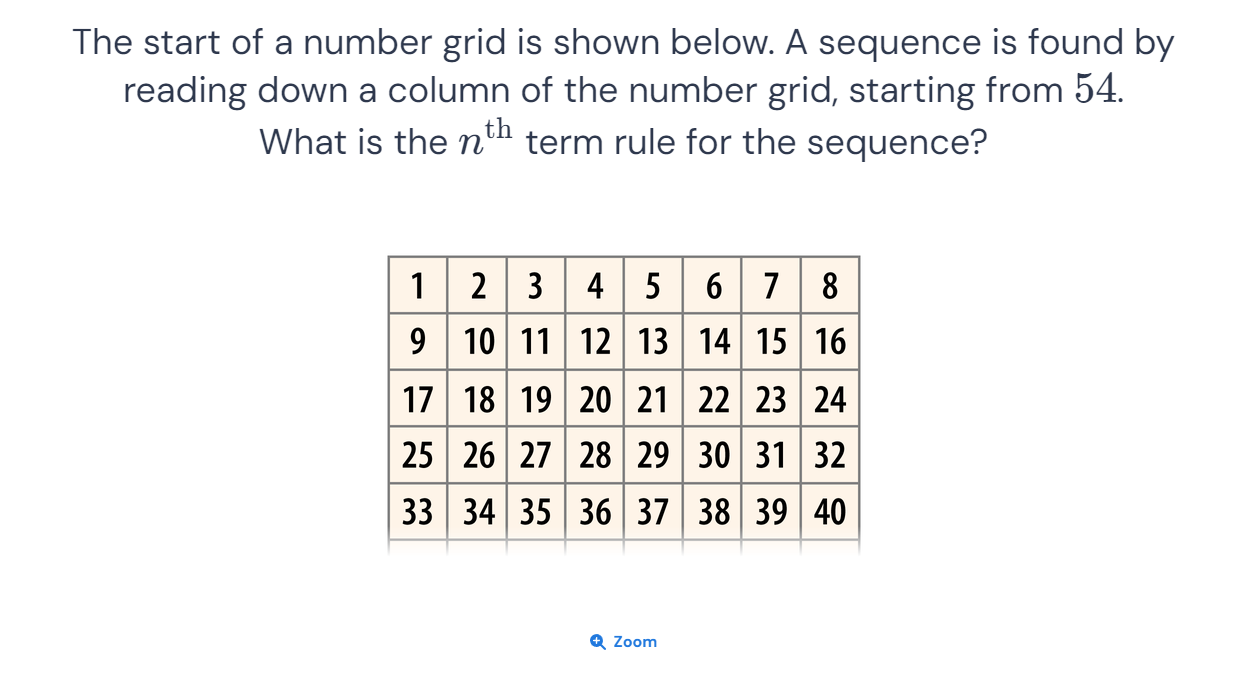 The start of a number grid is shown below. A sequence is found by
reading down a column of the number grid, starting from 54.
What is the nth term rule for the sequence?
1 2 3 4 5 6 7 8
9 10 11 12 13 14 15 16
17 18 19 20 21 22 23 24
25 26 27 28 29 30 31 32
33 34 35 36 37 38 39 40
Zoom